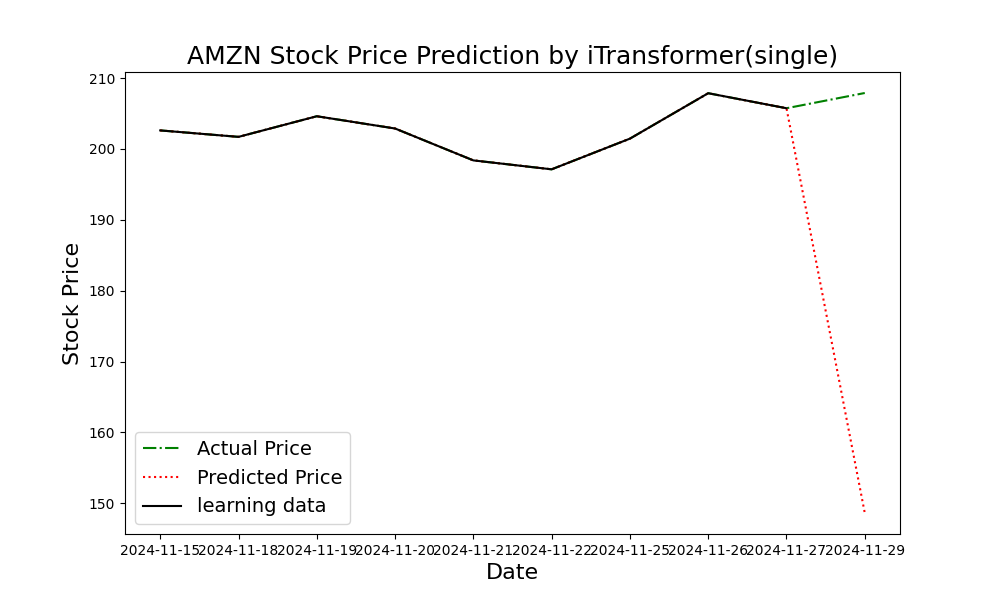 AMZN Stock Price Prediction by iTransformer(single)
210
200
190
180
170
160
150
Stock Price
Actual Price
Predicted Price
learning data
2024-11-15 2024-11-18 2024-11-19 2024-11-20 2024-11-21 2024-11-22 2024-11-25 2024-11-26 2024-11-27 2024-11-29
Date